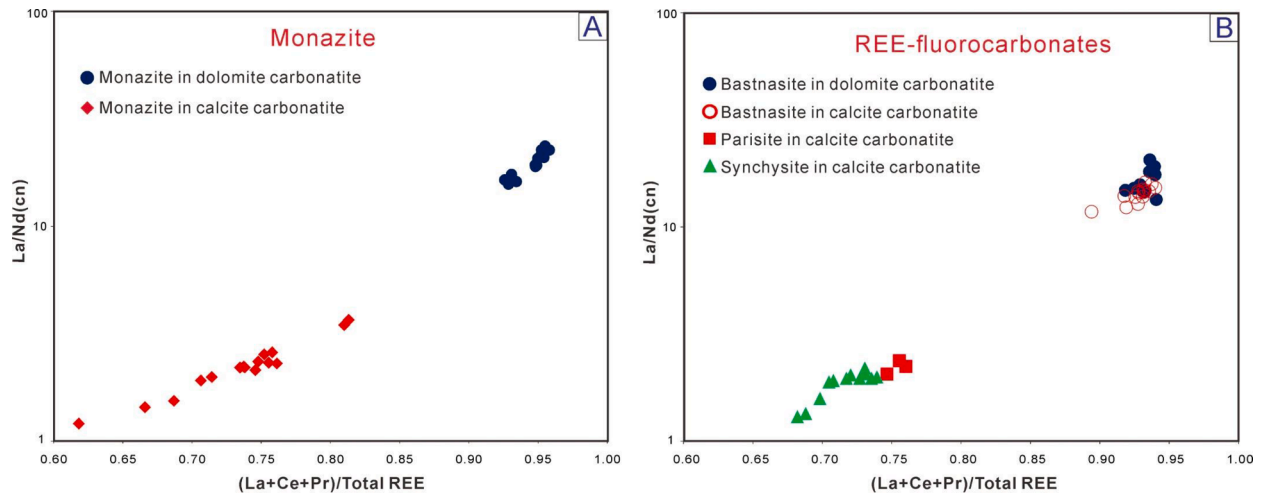 A
Monazite
Monazite in dolomite carbonatite
Monazite in calcite carbonatite
100
10
1
La/Nd(cn)
0.60 0.65 0.70 0.75 0.80 0.85 0.90 0.95 1.00
(La+Ce+Pr)/Total REE
B
REE-fluorocarbonates
Bastnasite in dolomite carbonatite
Bastnasite in calcite carbonatite
Parisite in calcite carbonatite
Synchysite in calcite carbonatite
100
10
1
La/Nd(cn)
0.60 0.65 0.70 0.75 0.80 0.85 0.90 0.95 1.00
(La+Ce+Pr)/Total REE